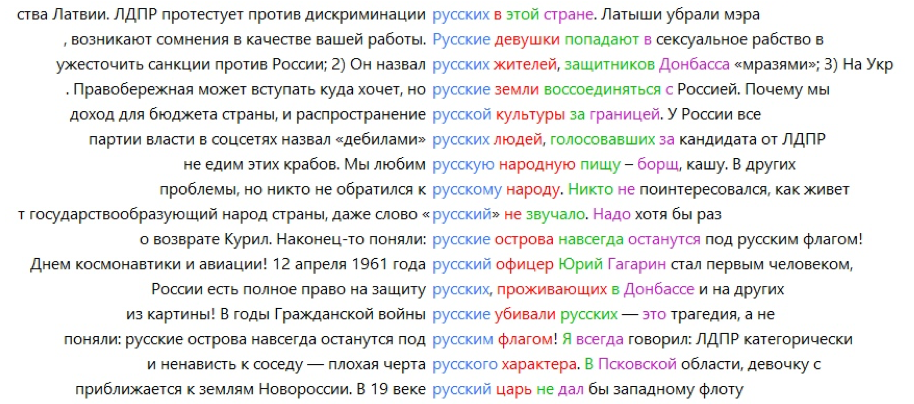 ства Латвии. ЛДПР протестует против дискриминации русских в этой стране. Латыши убрали мэра
, возникают сомнения в качестве вашей работы. Русские девушки попадают в сексуальное рабство в
ужесточить санкции против России; 2) Он назвал русских жителей, защитников Донбасса «мразями»; 3) На Укр
. Правобережная может вступать куда хочет, но русские земли воссоединяться с Россией. Почему мы
доход для бюджета страны, и распространение русской культуры за границей. У России все
партии власти в соцсетях назвал «дебилами» русских людей, голосовавших за кандидата от ЛДПР
не едим этих крабов. Мы любим русскую народную пищу – борщ, кашу. В других
проблемы, но никто не обратился к русскому народу. Никто не поинтересовался, как живет
т государствообразующий народ страны, даже слово «русский» не звучало. Надо хотя бы раз
о возврате Курил. Наконец-то поняли: русские острова навсегда останутся под русским флагом!
Днем космонавтики и авиации! 12 апреля 1961 года русский офицер Юрий Гагарин стал первым человеком,
России есть полное право на защиту русских, проживающих в Донбассе и на других
из картины! В годы Гражданской войны русские убивали русских — это трагедия, а не
поняли: русские острова навсегда останутся под русским флагом! Я всегда говорил: ЛДПР категорически
и ненависть к соседу — плохая черта русского характера. В Псковской области, девочку с
приближается к землям Новороссии. В 19 веке русский царь не дал бы западному флоту